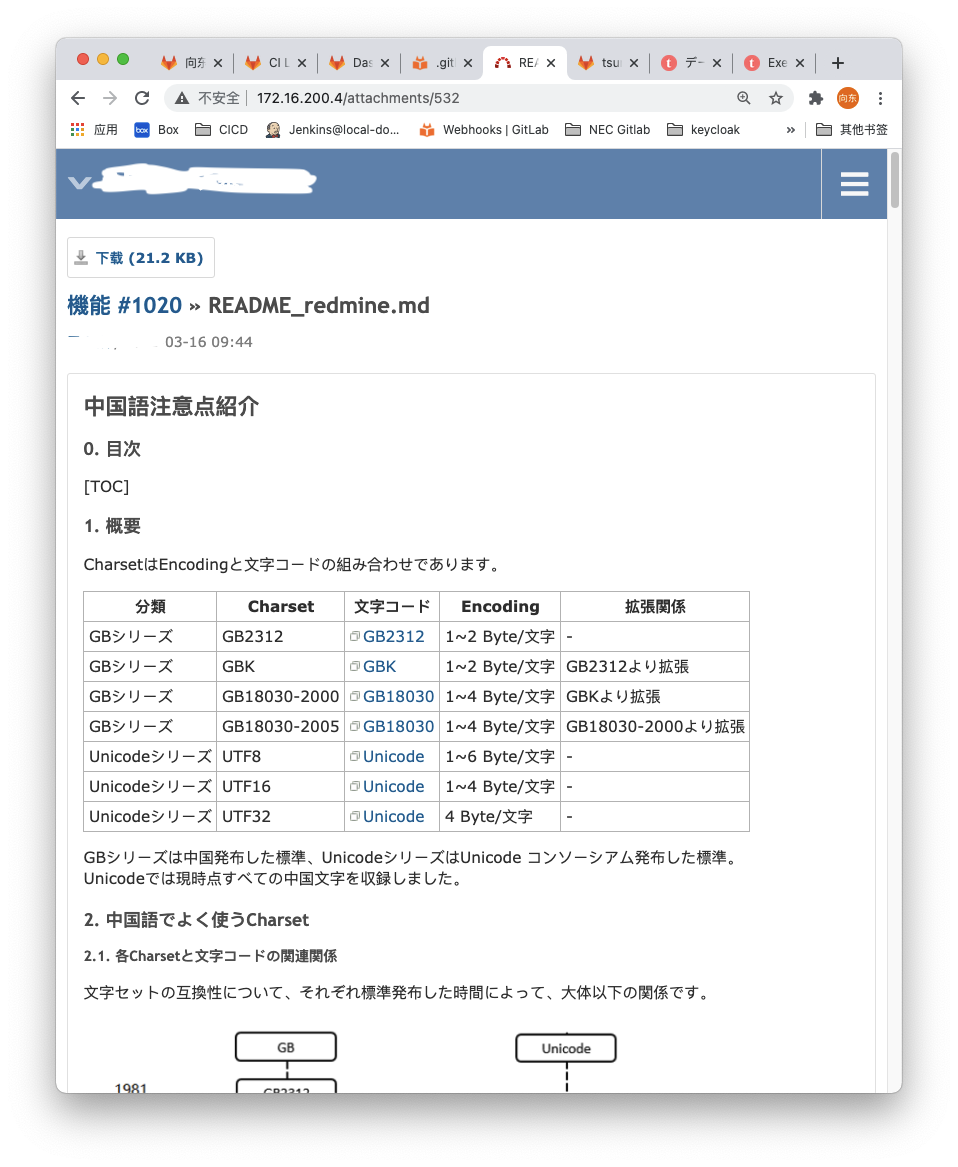 向东 CI L Das .git REA tsur デー Exe
不安全 172.16.200.4/attachments/532 向东
应用 Box CICD Jenkins@local-do... Webhooks | GitLab NEC Gitlab keycloak » 其他书签
下载 (21.2 KB)
機能 #1020 » README_redmine.md
03-16 09:44
中国語注意点紹介
0. 目次
[TOC]
1. 概要
CharsetはEncodingと文字コードの組み合わせであります。
分類 Charset 文字コード Encoding 拡張関係
GBシリーズ GB2312 GB2312 1~2 Byte/文字 -
GBシリーズ GBK GBK 1~2 Byte/文字 GB2312より拡張
GBシリーズ GB18030-2000 GB18030 1~4 Byte/文字 GBKより拡張
GBシリーズ GB18030-2005 GB18030 1~4 Byte/文字 GB18030-2000より拡張
Unicodeシリーズ UTF8 Unicode 1~6 Byte/文字 -
Unicodeシリーズ UTF16 Unicode 1~4 Byte/文字 -
Unicodeシリーズ UTF32 Unicode 4 Byte/文字 -
GBシリーズは中国発布した標準、UnicodeシリーズはUnicode コンソーシアム発布した標準。
Unicodeでは現時点すべての中国文字を収録しました。
2. 中国語でよく使うCharset
2.1. 各Charsetと文字コードの関連関係
文字セットの互換性について、それぞれ標準発布した時間によって、大体以下の関係です。
GB Unicode
1981 GB2312